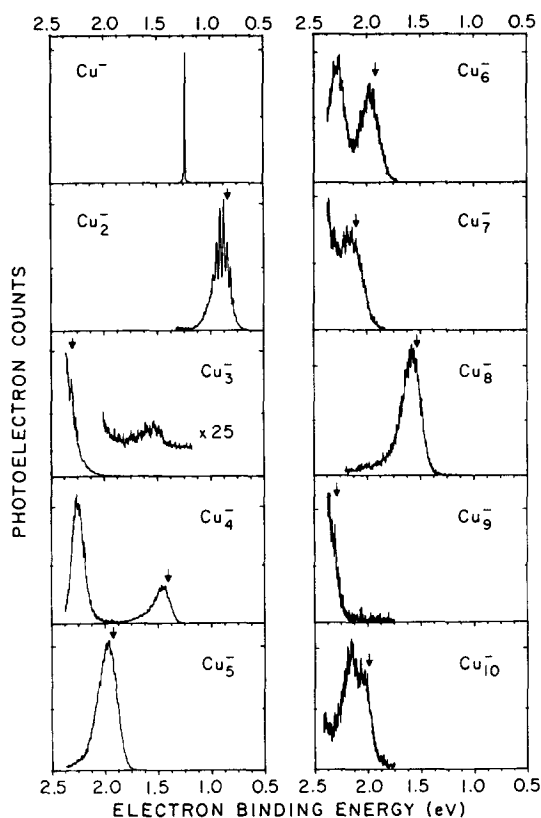 2.5 2.0 1.5 1.0 0.5
2.5 2.0 1.5 1.0 0.5
Cu⁻
Cu₂⁻
Cu₃⁻
x 25
Cu₄⁻
Cu₅⁻
Cu₆⁻
Cu₇⁻
Cu₈⁻
Cu₉⁻
Cu₁₀⁻
PHOTOELECTRON COUNTS
2.5 2.0 1.5 1.0 0.5
2.5 2.0 1.5 1.0 0.5
ELECTRON BINDING ENERGY (eV)